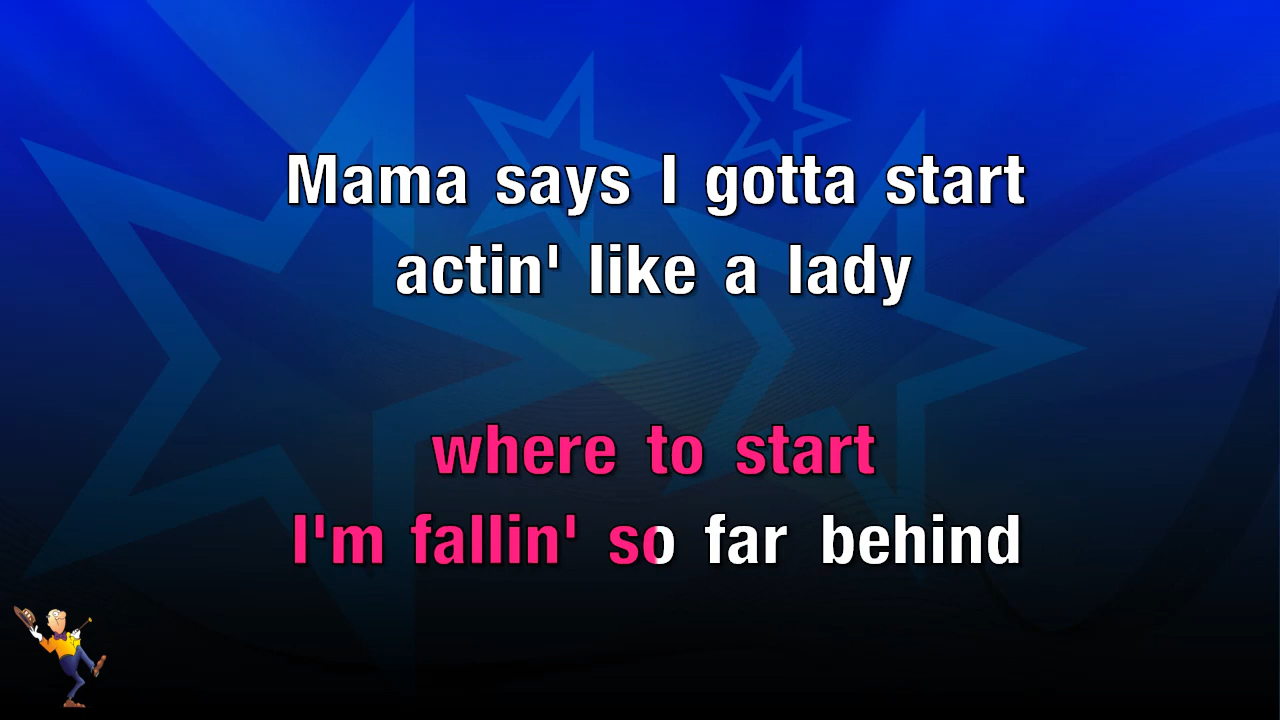 Mama says I gotta start
actin' like a lady
where to start
I'm fallin' so far behind